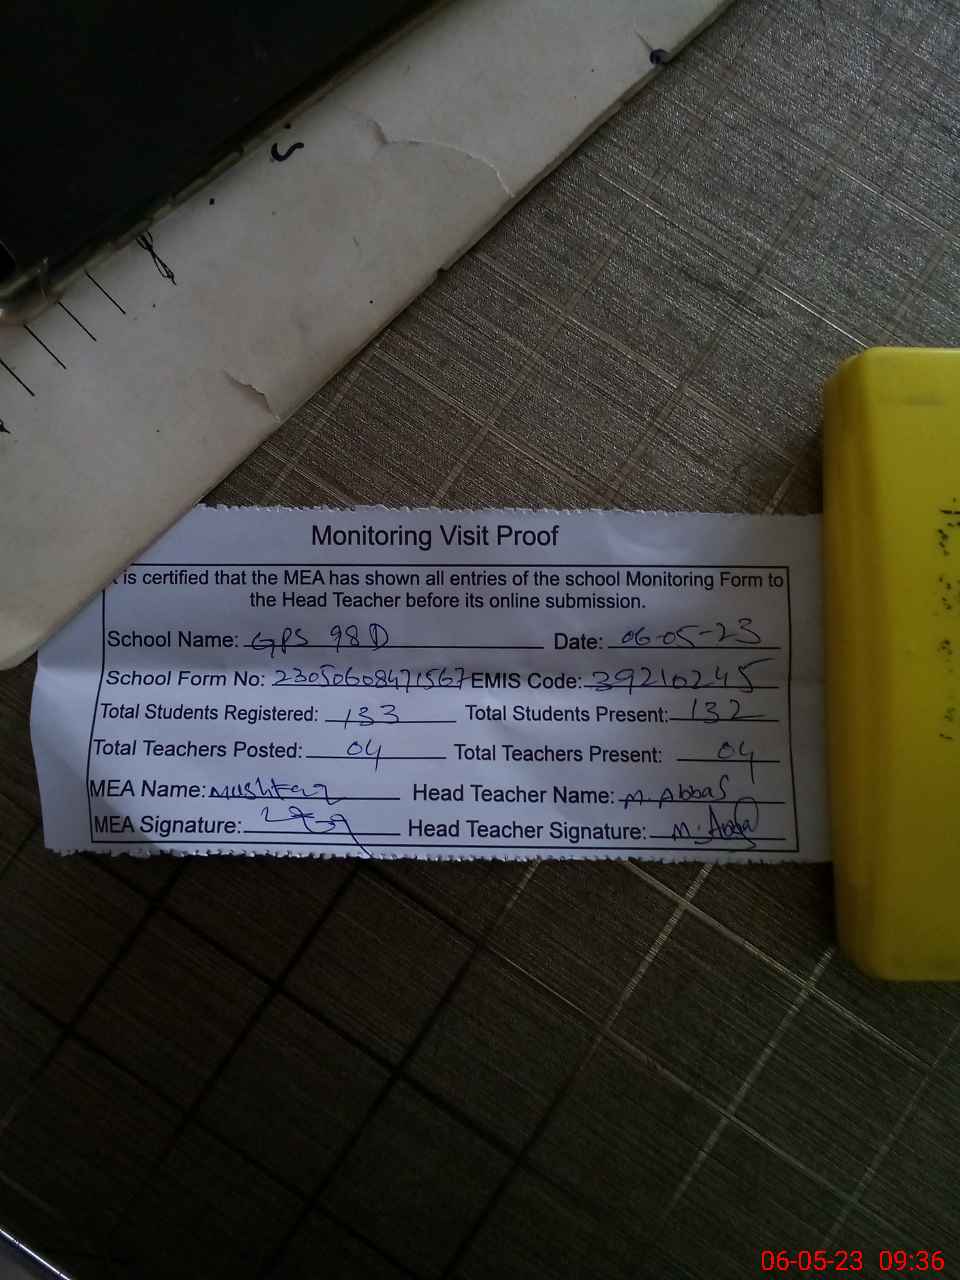 Monitoring Visit Proof
is certified that the MEA has shown all entries of the school Monitoring Form to
the Head Teacher before its online submission.
School Name: GPS 98D Date: 06-05-23
School Form No: 23050608471567 EMIS Code: 39210245
Total Students Registered: 133 Total Students Present: 132
Total Teachers Posted: 04 Total Teachers Present: 04
MEA Name: Mushtaq Head Teacher Name: M. Abbas
MEA Signature: Head Teacher Signature: M. Abbas
06-05-23 09:36